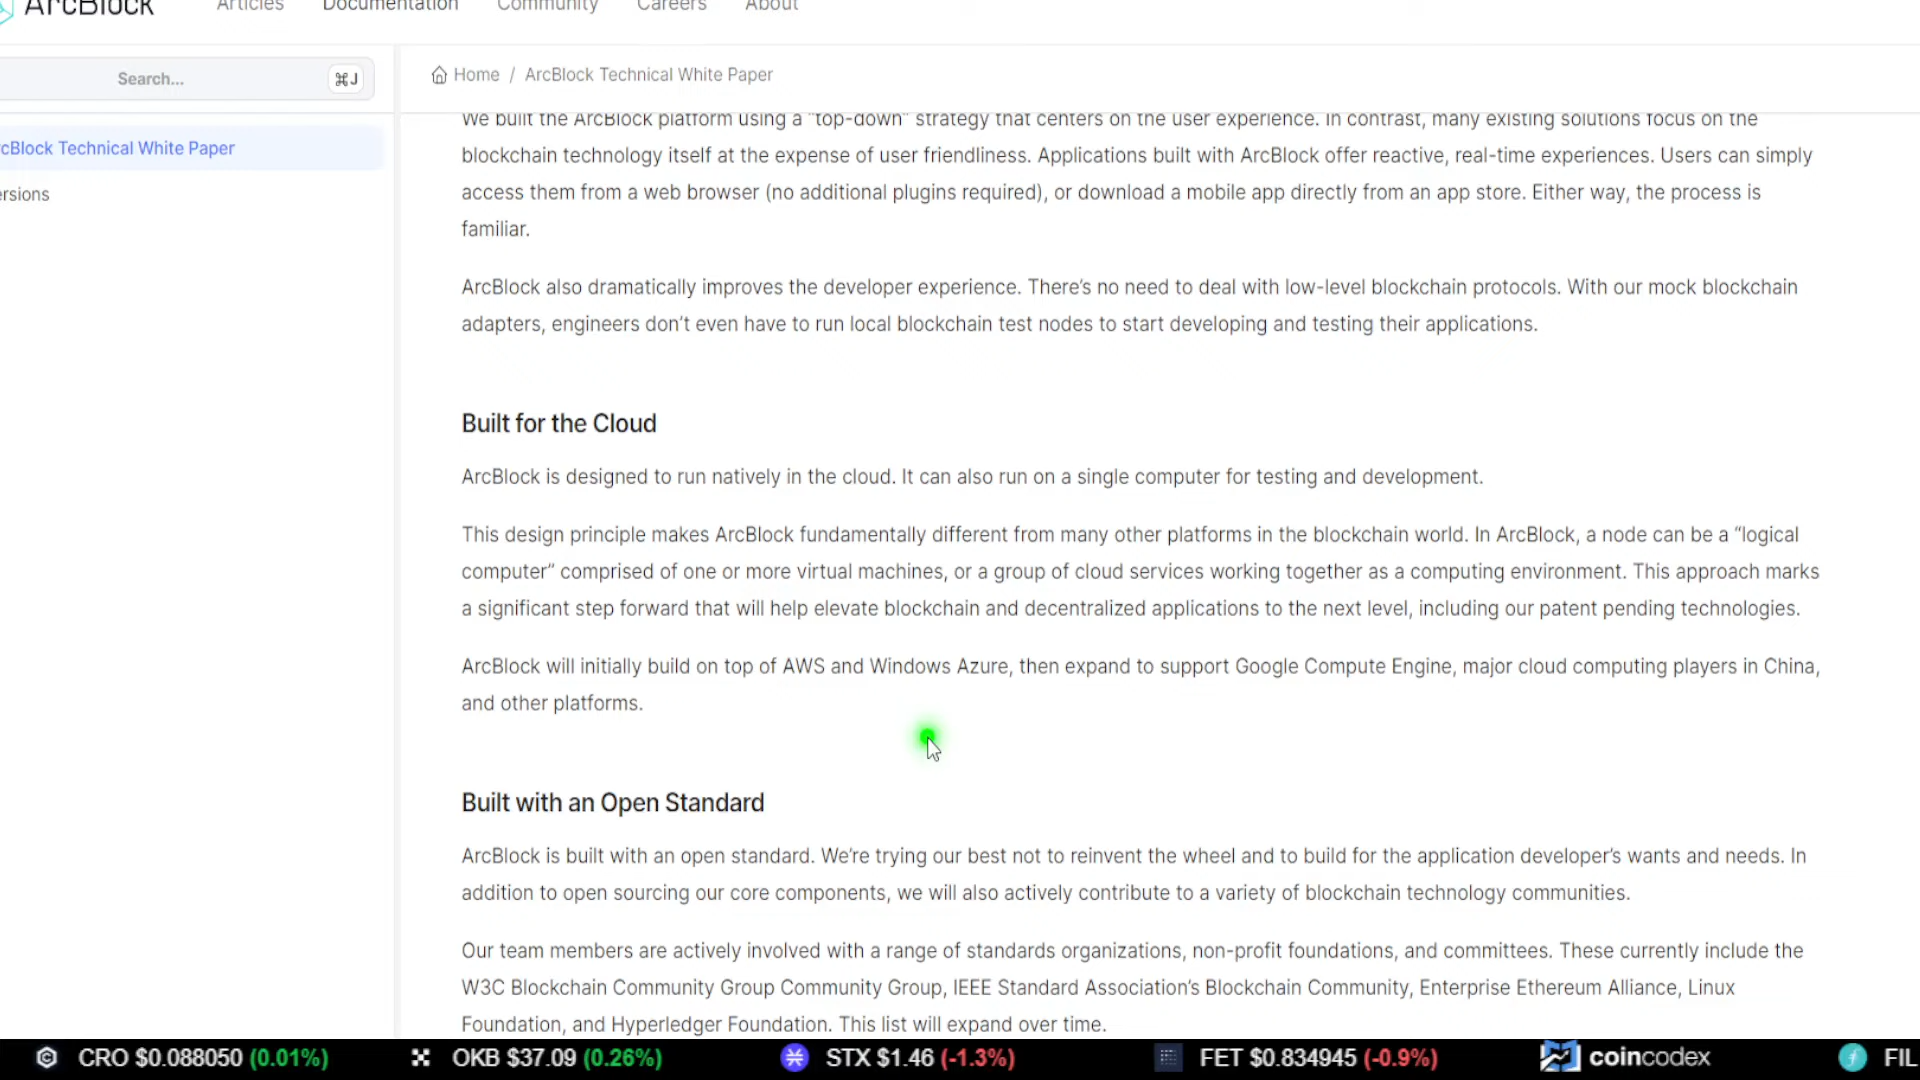 ArcBlock Articles Documentation Community Careers About
Search... ⌘J
Home / ArcBlock Technical White Paper
cBlock Technical White Paper
ersions
We built the ArcBlock platform using a "top-down" strategy that centers on the user experience. In contrast, many existing solutions focus on the
blockchain technology itself at the expense of user friendliness. Applications built with ArcBlock offer reactive, real-time experiences. Users can simply
access them from a web browser (no additional plugins required), or download a mobile app directly from an app store. Either way, the process is
familiar.
ArcBlock also dramatically improves the developer experience. There’s no need to deal with low-level blockchain protocols. With our mock blockchain
adapters, engineers don’t even have to run local blockchain test nodes to start developing and testing their applications.
Built for the Cloud
ArcBlock is designed to run natively in the cloud. It can also run on a single computer for testing and development.
This design principle makes ArcBlock fundamentally different from many other platforms in the blockchain world. In ArcBlock, a node can be a “logical
computer” comprised of one or more virtual machines, or a group of cloud services working together as a computing environment. This approach marks
a significant step forward that will help elevate blockchain and decentralized applications to the next level, including our patent pending technologies.
ArcBlock will initially build on top of AWS and Windows Azure, then expand to support Google Compute Engine, major cloud computing players in China,
and other platforms.
Built with an Open Standard
ArcBlock is built with an open standard. We’re trying our best not to reinvent the wheel and to build for the application developer’s wants and needs. In
addition to open sourcing our core components, we will also actively contribute to a variety of blockchain technology communities.
Our team members are actively involved with a range of standards organizations, non-profit foundations, and committees. These currently include the
W3C Blockchain Community Group Community Group, IEEE Standard Association’s Blockchain Community, Enterprise Ethereum Alliance, Linux
Foundation, and Hyperledger Foundation. This list will expand over time.
CRO $0.088050 (0.01%) OKB $37.09 (0.26%) STX $1.46 (-1.3%) FET $0.834945 (-0.9%) coincodex FIL